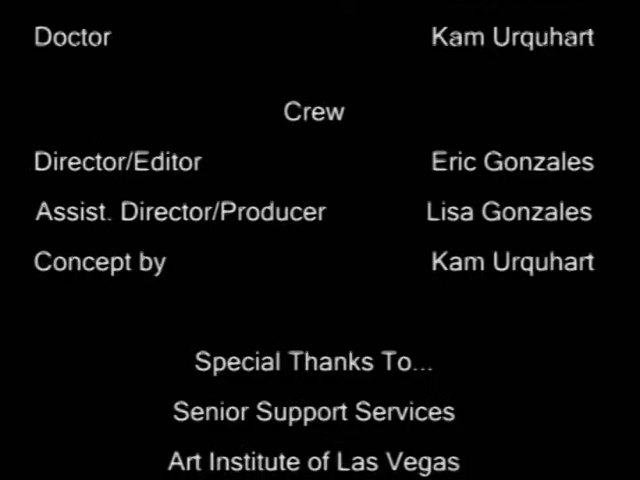 Doctor Kam Urquhart
Crew
Director/Editor Eric Gonzales
Assist. Director/Producer Lisa Gonzales
Concept by Kam Urquhart
Special Thanks To...
Senior Support Services
Art Institute of Las Vegas